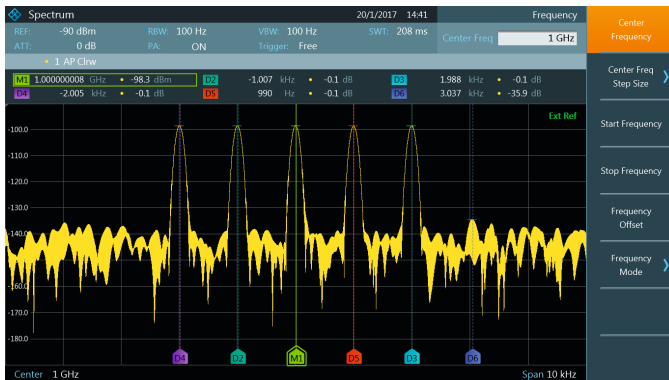 Spectrum 20/1/2017 14:41 Frequency
REF: -90 dBm RBW: 100 Hz VBW: 100 Hz SWT: 208 ms
ATT: 0 dB PA: ON Trigger: Free
Center Freq 1 GHz
• 1 AP Clrw
M1 1.000000008 GHz • -98.3 dBm D2 -1.007 kHz • -0.1 dB D3 1.988 kHz • -0.1 dB
D4 -2.005 kHz • -0.1 dB D5 990 Hz • -0.1 dB D6 3.037 kHz • -35.9 dB
Ext Ref
-100.0
-110.0
-120.0
-130.0
-140.0
-160.0
-170.0
-180.0
D4 D2 M1 D5 D3 D6
Center 1 GHz Span 10 kHz
Center
Frequency
Center Freq
Step Size
Start Frequency
Stop Frequency
Frequency
Offset
Frequency
Mode